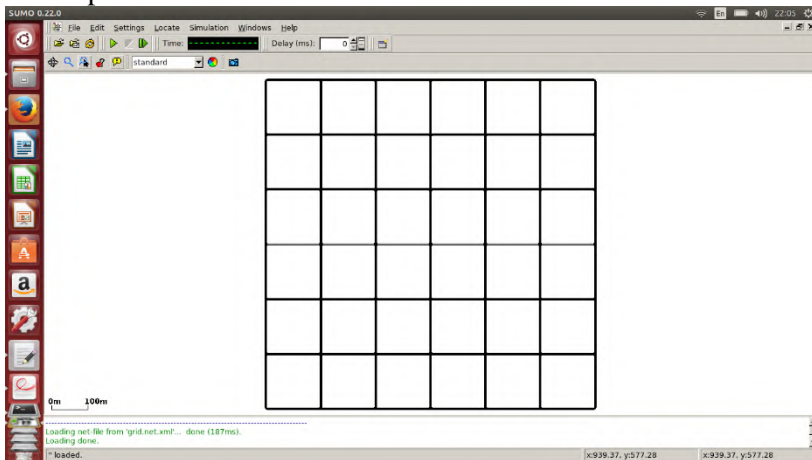 SUMO 0.22.0 En 22:05
File Edit Settings Locate Simulation Windows Help
Time: Delay (ms): 0
standard
0m 100m
Loading net-file from 'grid.net.xml'... done (187ms).
Loading done.
'' loaded. x:939.37, y:577.28 x:939.37, y:577.28